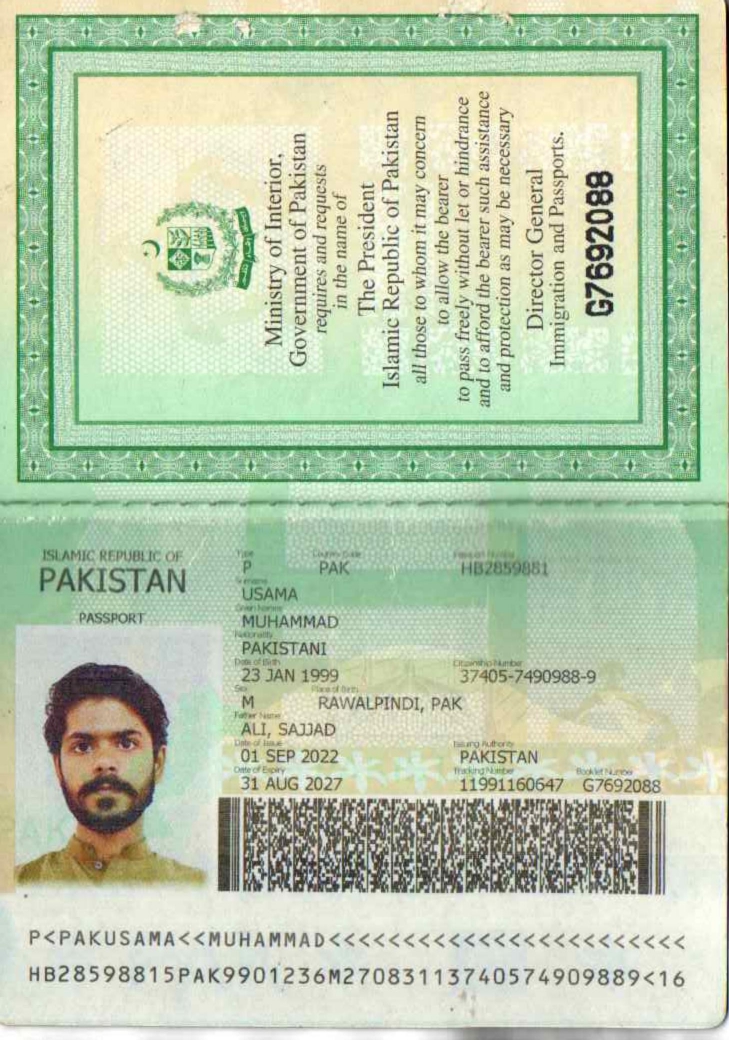 Ministry of Interior,
Government of Pakistan
requires and requests
in the name of
The President
Islamic Republic of Pakistan
all those to whom it may concern
to allow the bearer
to pass freely without let or hindrance
and to afford the bearer such assistance
and protection as may be necessary
Director General
Immigration and Passports.
G7692088
ISLAMIC REPUBLIC OF
PAKISTAN
PASSPORT
Type Country Code Passport Number
P PAK HB2859881
Surname
USAMA
Given Names
MUHAMMAD
Nationality
PAKISTANI
Date of Birth Citizenship Number
23 JAN 1999 37405-7490988-9
Sex Place of Birth
M RAWALPINDI, PAK
Father Name
ALI, SAJJAD
Date of Issue Issuing Authority
01 SEP 2022 PAKISTAN
Date of Expiry Tracking Number Booklet Number
31 AUG 2027 11991160647 G7692088
P<PAKUSAMA<<MUHAMMAD<<<<<<<<<<<<<<<<<<<<<<<<
HB28598815PAK9901236M27083113740574909889<16